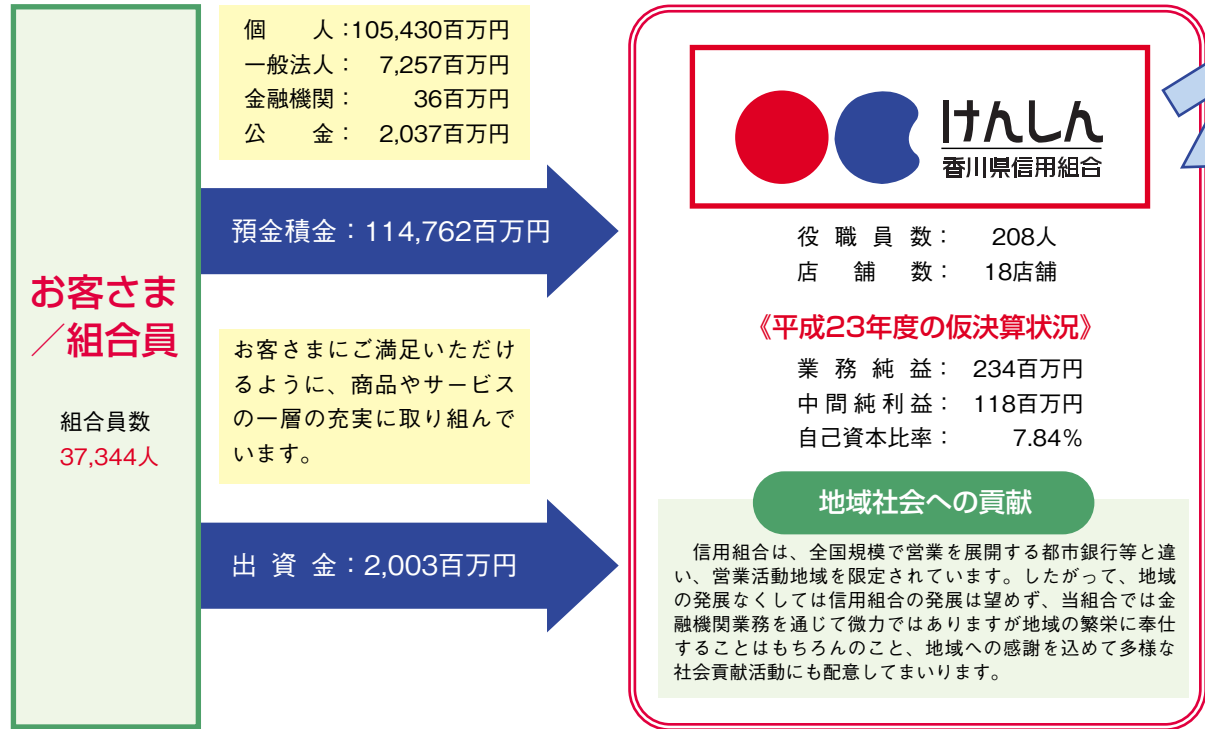 お客さま
／組合員
組合員数
37,344人
個　　人：105,430百万円
一般法人：　7,257百万円
金融機関：　　36百万円
公　　金：　2,037百万円
預金積金：114,762百万円
お客さまにご満足いただけ
るように、商品やサービス
の一層の充実に取り組んで
います。
出 資 金：2,003百万円
けんしん
香川県信用組合
役 職 員 数：　208人
店　舗　数：　18店舗
《平成23年度の仮決算状況》
業 務 純 益：　234百万円
中間純利益：　118百万円
自己資本比率：　7.84%
地域社会への貢献
　信用組合は、全国規模で営業を展開する都市銀行等と違
い、営業活動地域を限定されています。したがって、地域
の発展なくしては信用組合の発展は望めず、当組合では金
融機関業務を通じて微力ではありますが地域の繁栄に奉仕
することはもちろんのこと、地域への感謝を込めて多様な
社会貢献活動にも配意してまいります。